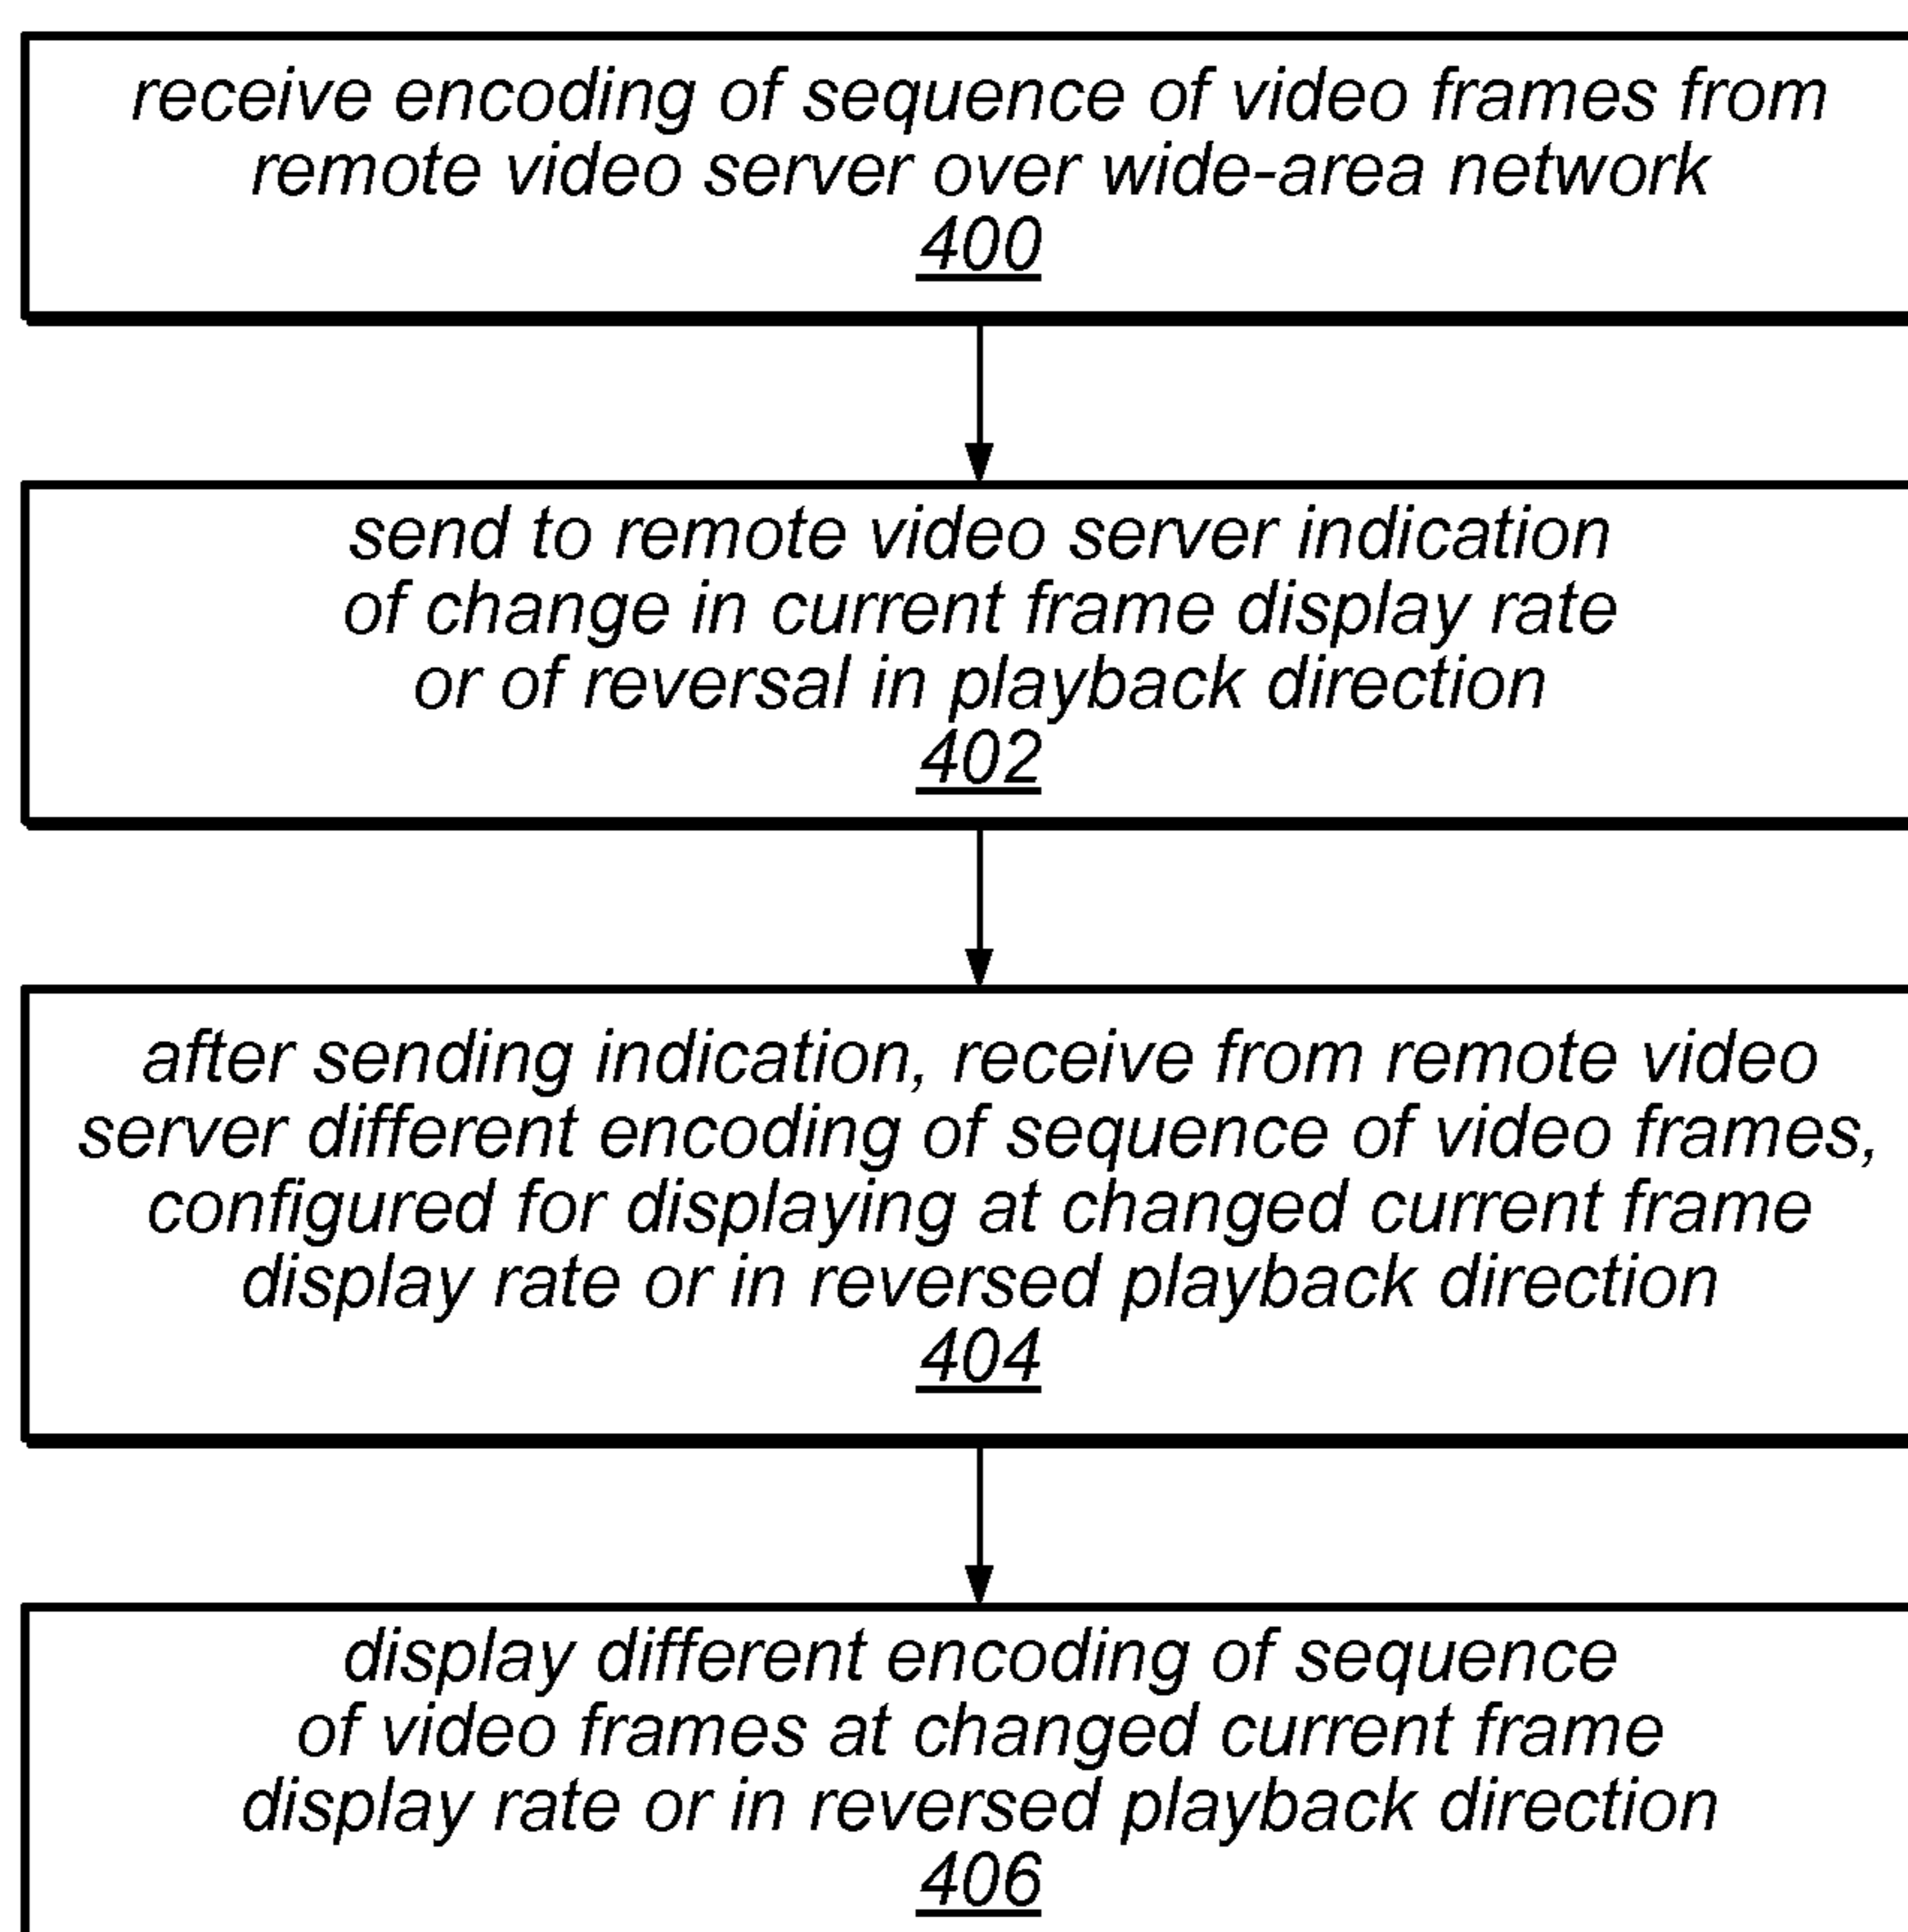 receive encoding of sequence of video frames from
remote video server over wide-area network
400
send to remote video server indication
of change in current frame display rate
or of reversal in playback direction
402
after sending indication, receive from remote video
server different encoding of sequence of video frames,
configured for displaying at changed current frame
display rate or in reversed playback direction
404
display different encoding of sequence
of video frames at changed current frame
display rate or in reversed playback direction
406